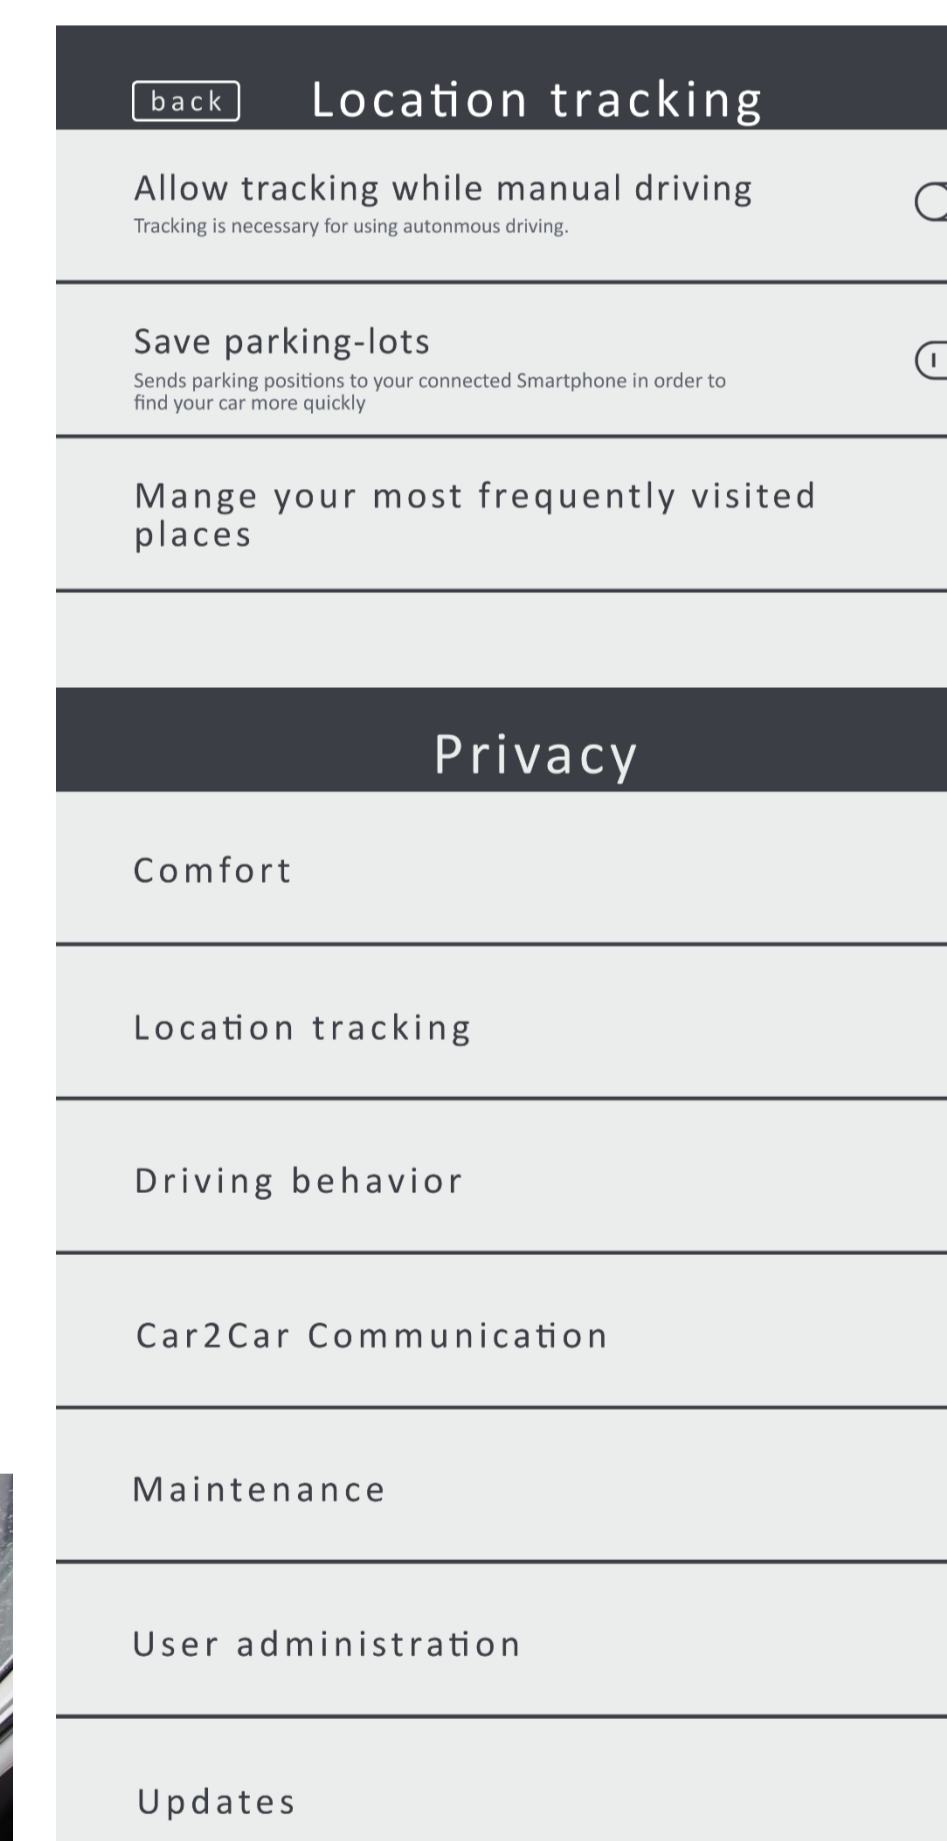 back
Location tracking
Allow tracking while manual driving
Tracking is necessary for using autonmous driving.
Save parking-lots
Sends parking positions to your connected Smartphone in order to
find your car more quickly
Mange your most frequently visited
places
Privacy
Comfort
Location tracking
Driving behavior
Car2Car Communication
Maintenance
User administration
Updates